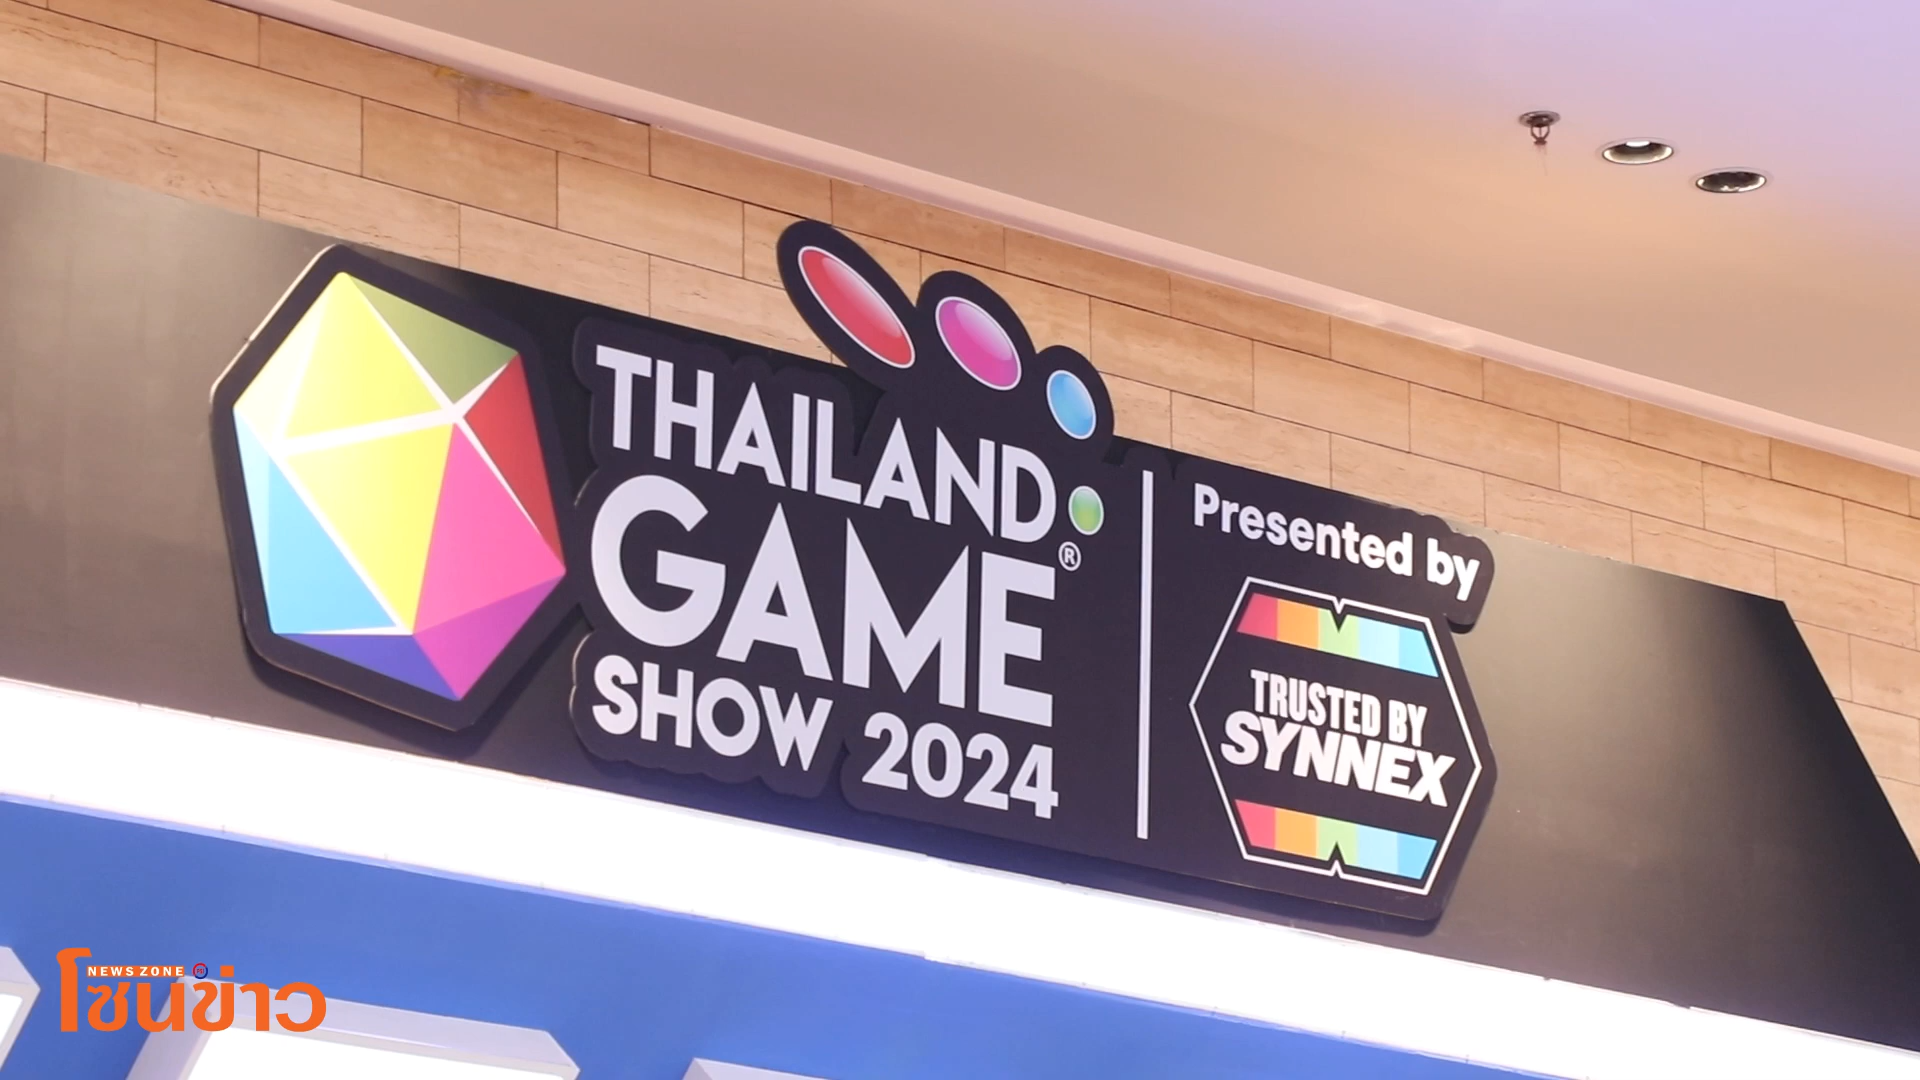 THAILAND
GAME®
SHOW 2024
Presented by
TRUSTED BY
SYNNEX
NEWS ZONE
โซนข่าว